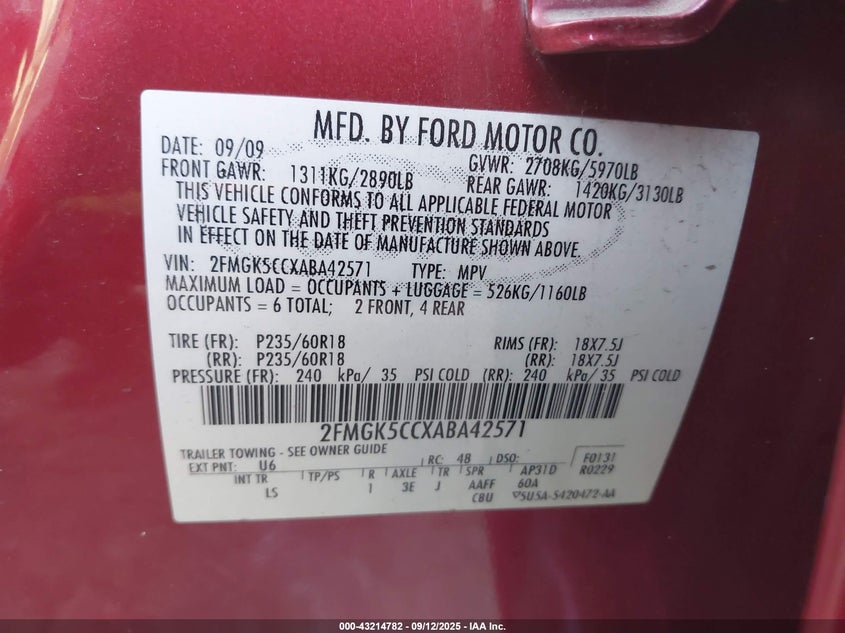 MFD. BY FORD MOTOR CO.
DATE: 09/09 GVWR: 2708KG/5970LB
FRONT GAWR: 1311KG/2890LB REAR GAWR: 1420KG/3130LB
THIS VEHICLE CONFORMS TO ALL APPLICABLE FEDERAL MOTOR
VEHICLE SAFETY AND THEFT PREVENTION STANDARDS
IN EFFECT ON THE DATE OF MANUFACTURE SHOWN ABOVE.
VIN: 2FMGK5CCXABA42571 TYPE: MPV
MAXIMUM LOAD = OCCUPANTS + LUGGAGE = 526KG/1160LB
OCCUPANTS = 6 TOTAL; 2 FRONT, 4 REAR
TIRE (FR): P235/60R18 RIMS (FR): 18X7.5J
(RR): P235/60R18 (RR): 18X7.5J
PRESSURE (FR): 240 kPa/ 35 PSI COLD (RR): 240 kPa/ 35 PSI COLD
2FMGK5CCXABA42571
TRAILER TOWING - SEE OWNER GUIDE
EXT PNT: U6 RC: 48 DSO: F0131
INT TR TP/PS R AXLE TR SPR AP31D R0229
LS 1 3E J AAFF 60A
CBU 5U5A-5420472-AA
000-43214782 - 09/12/2025 - IAA Inc.